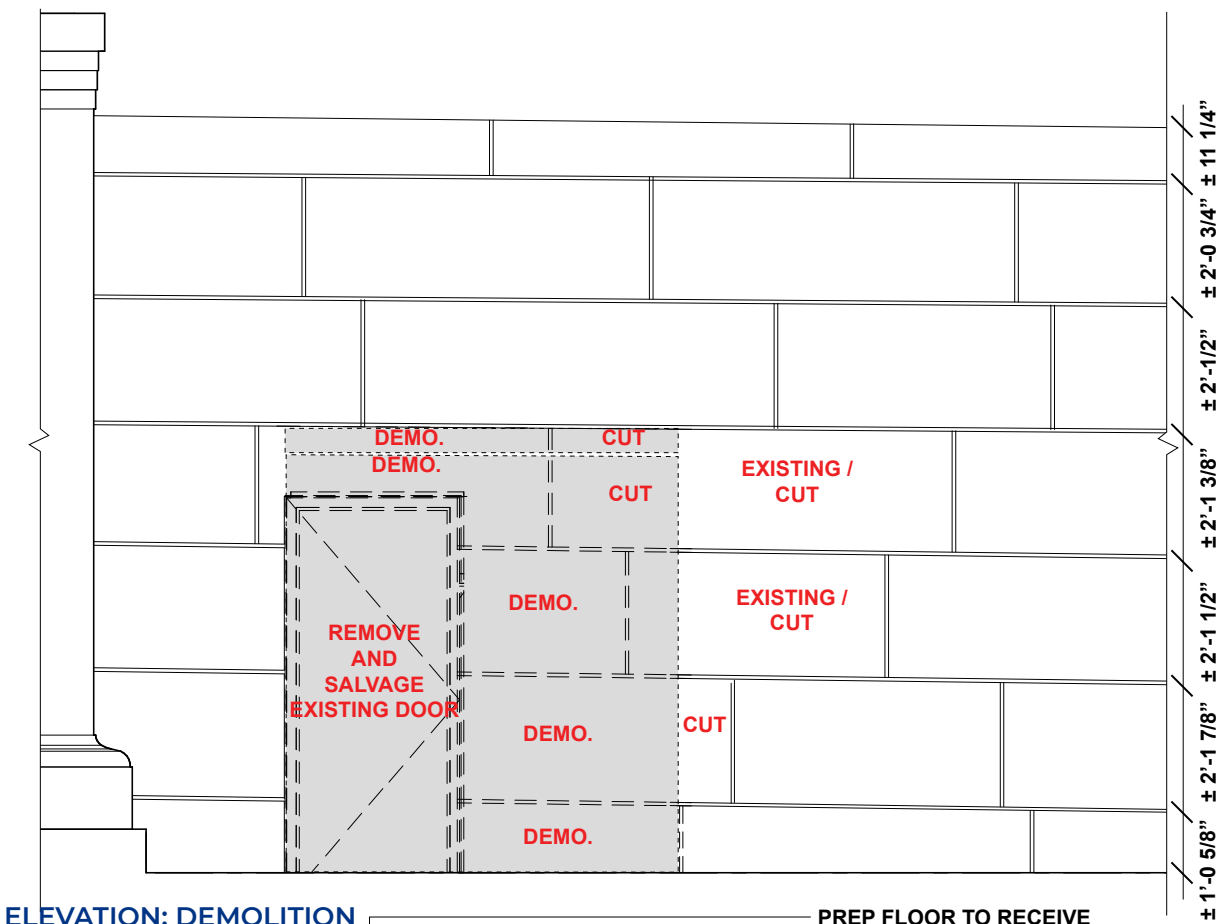 ± 11 1/4”
± 2’-0 3/4”
± 2’-1/2”
DEMO.
CUT
DEMO.
CUT
EXISTING /
CUT
± 2’-1 3/8”
DEMO.
EXISTING /
CUT
± 2’-1 1/2”
REMOVE
AND
SALVAGE
EXISTING DOOR
DEMO.
CUT
± 2’-1 7/8”
DEMO.
± 1’-0 5/8”
ELEVATION: DEMOLITION
PREP FLOOR TO RECEIVE